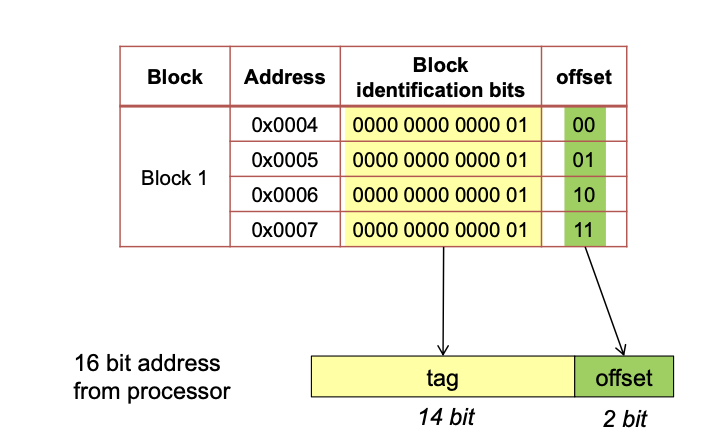 Block Address Block identification bits offset
Block 1
0x0004 0000 0000 0000 01 00
0x0005 0000 0000 0000 01 01
0x0006 0000 0000 0000 01 10
0x0007 0000 0000 0000 01 11
16 bit address
from processor
tag offset
14 bit 2 bit